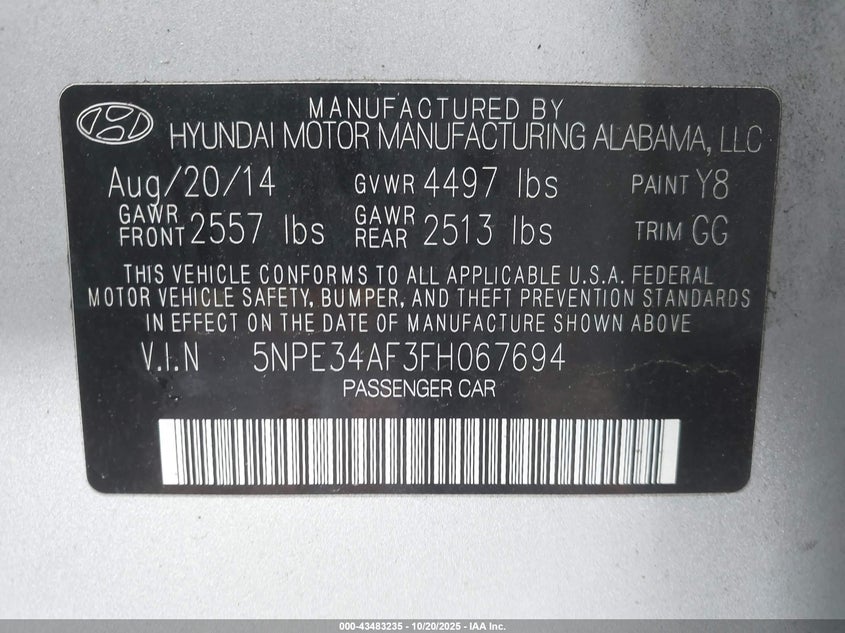 MANUFACTURED BY
HYUNDAI MOTOR MANUFACTURING ALABAMA, LLC
Aug/20/14 GVWR 4497 lbs PAINT Y8
GAWR FRONT 2557 lbs GAWR REAR 2513 lbs TRIM GG
THIS VEHICLE CONFORMS TO ALL APPLICABLE U.S.A. FEDERAL
MOTOR VEHICLE SAFETY, BUMPER, AND THEFT PREVENTION STANDARDS
IN EFFECT ON THE DATE OF MANUFACTURE SHOWN ABOVE
V.I.N 5NPE34AF3FH067694
PASSENGER CAR
000-43483235 - 10/20/2025 - IAA Inc.